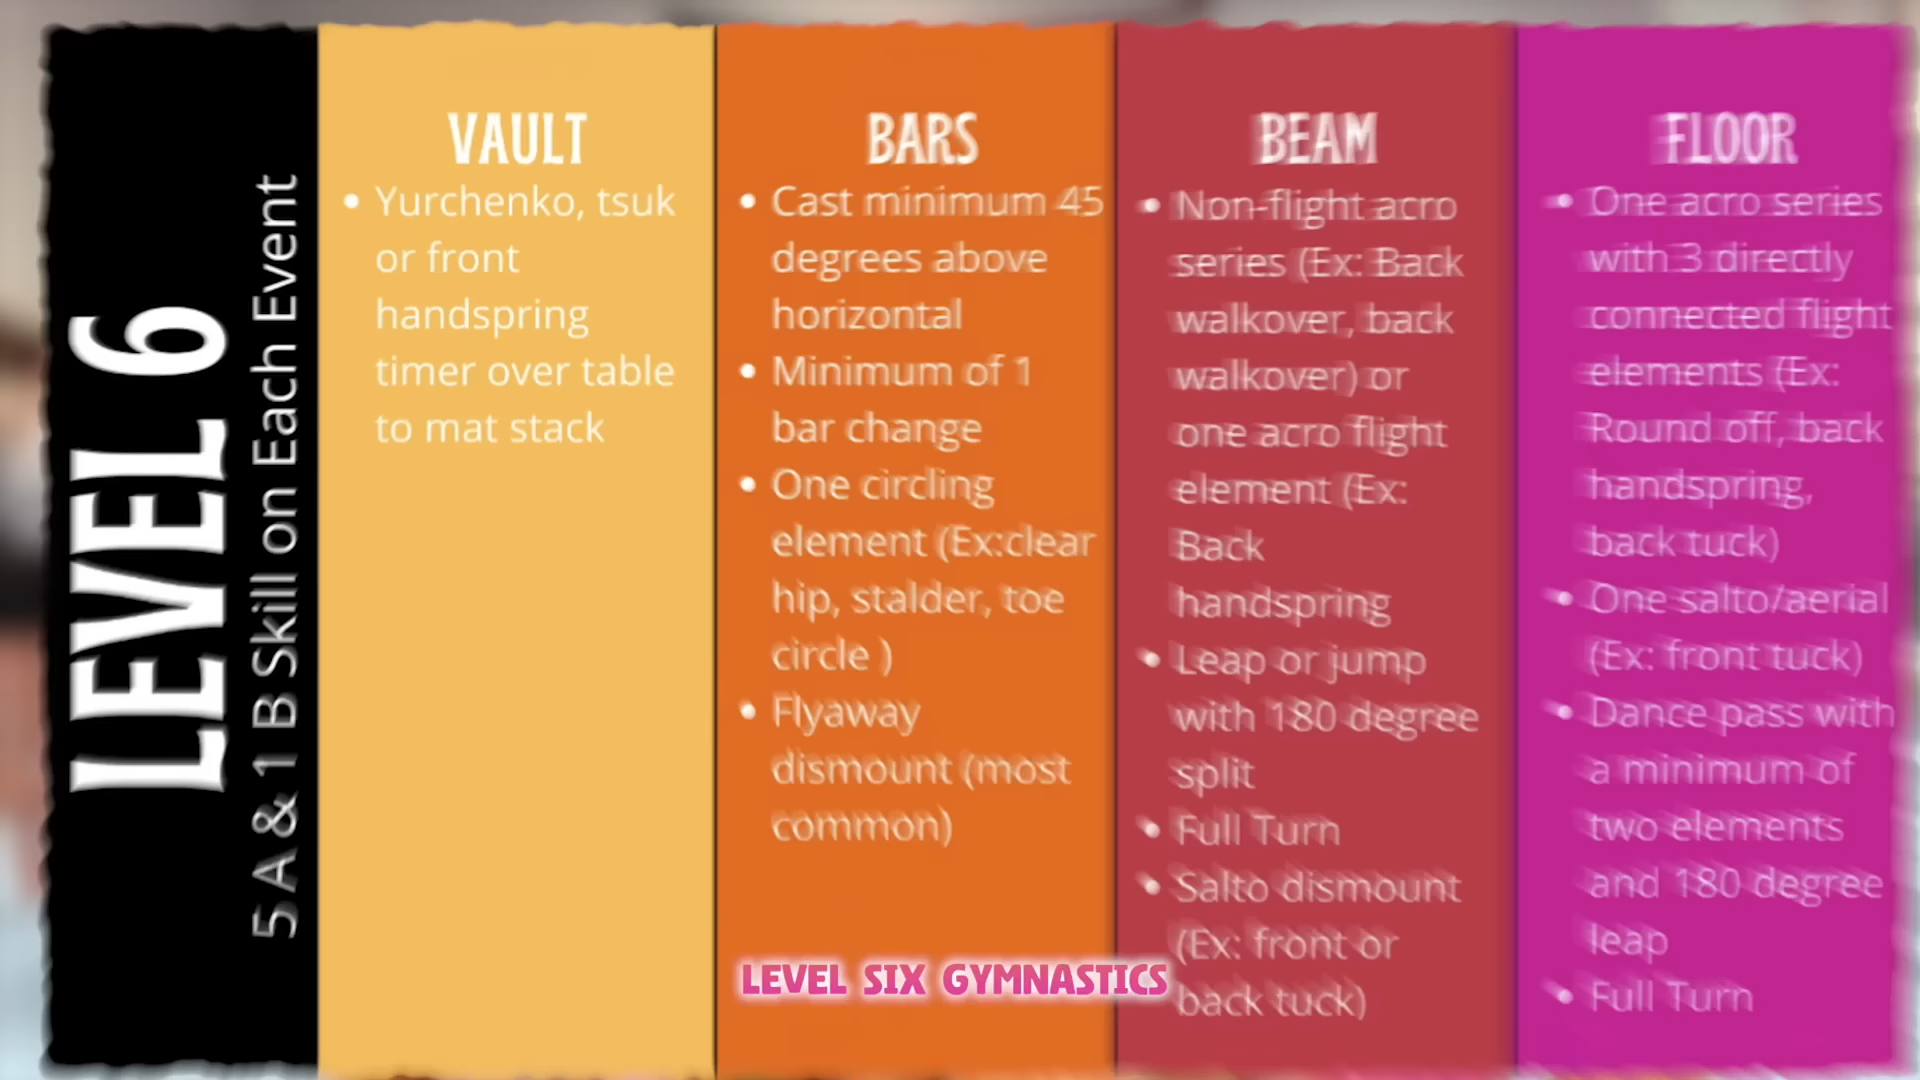 LEVEL 6
5 A & 1 B Skill on Each Event
VAULT
• Yurchenko, tsuk
or front
handspring
timer over table
to mat stack
BARS
• Cast minimum 45
degrees above
horizontal
• Minimum of 1
bar change
• One circling
element (Ex:clear
hip, stalder, toe
circle )
• Flyaway
dismount (most
common)
BEAM
• Non-flight acro
series (Ex: Back
walkover, back
walkover) or
one acro flight
element (Ex:
Back
handspring
• Leap or jump
with 180 degree
split
• Full Turn
• Salto dismount
(Ex: front or
back tuck)
FLOOR
• One acro series
with 3 directly
connected flight
elements (Ex:
Round off, back
handspring,
back tuck)
• One salto/aerial
(Ex: front tuck)
• Dance pass with
a minimum of
two elements
and 180 degree
leap
• Full Turn
LEVEL SIX GYMNASTICS